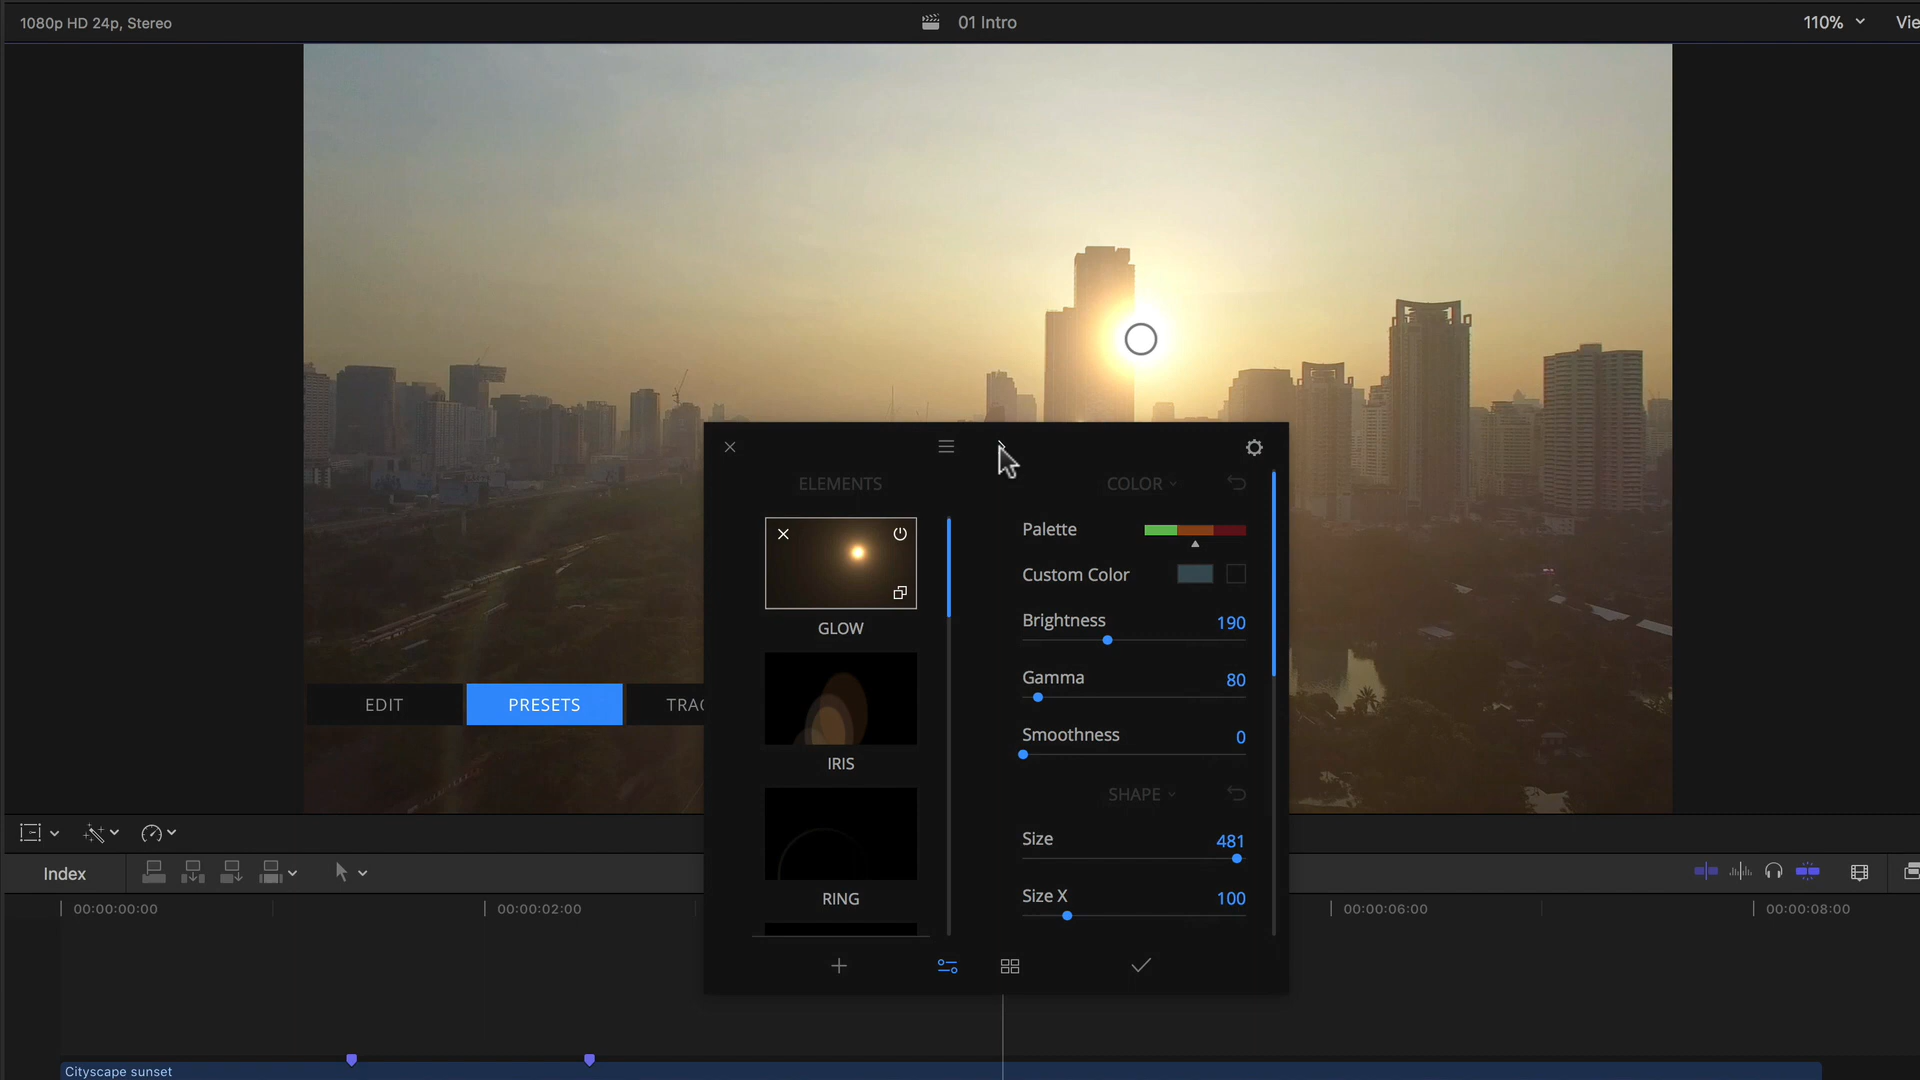 1080p HD 24p, Stereo
01 Intro
110%
Vie
ELEMENTS
COLOR
Palette
Custom Color
Brightness
190
GLOW
Gamma
80
EDIT
PRESETS
TRAC
Smoothness
0
IRIS
SHAPE
Size
481
Index
RING
Size X
100
00:00:00:00
00:00:02:00
00:00:06:00
00:00:08:00
Cityscape sunset